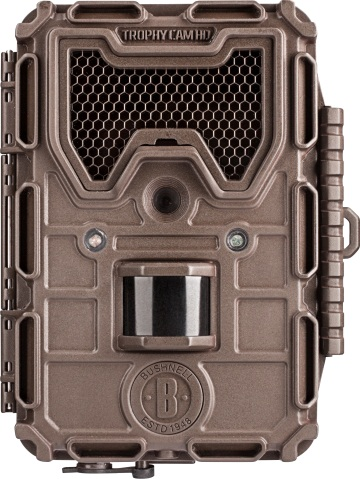 TROPHY CAM HD
BUSHNELL
B
ESTD 1948